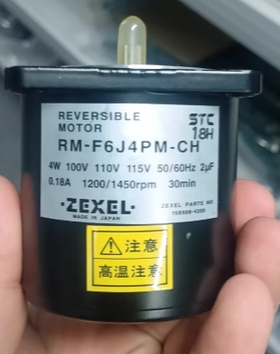 REVERSIBLE
MOTOR
STC
18H
RM-F6J4PM-CH
4W 100V 110V 115V 50/60Hz 2μF
0.18A 1200/1450rpm 30min
·ZEXEL·
MADE IN JAPAN
ZEXEL PARTS NO
注意
高温注意